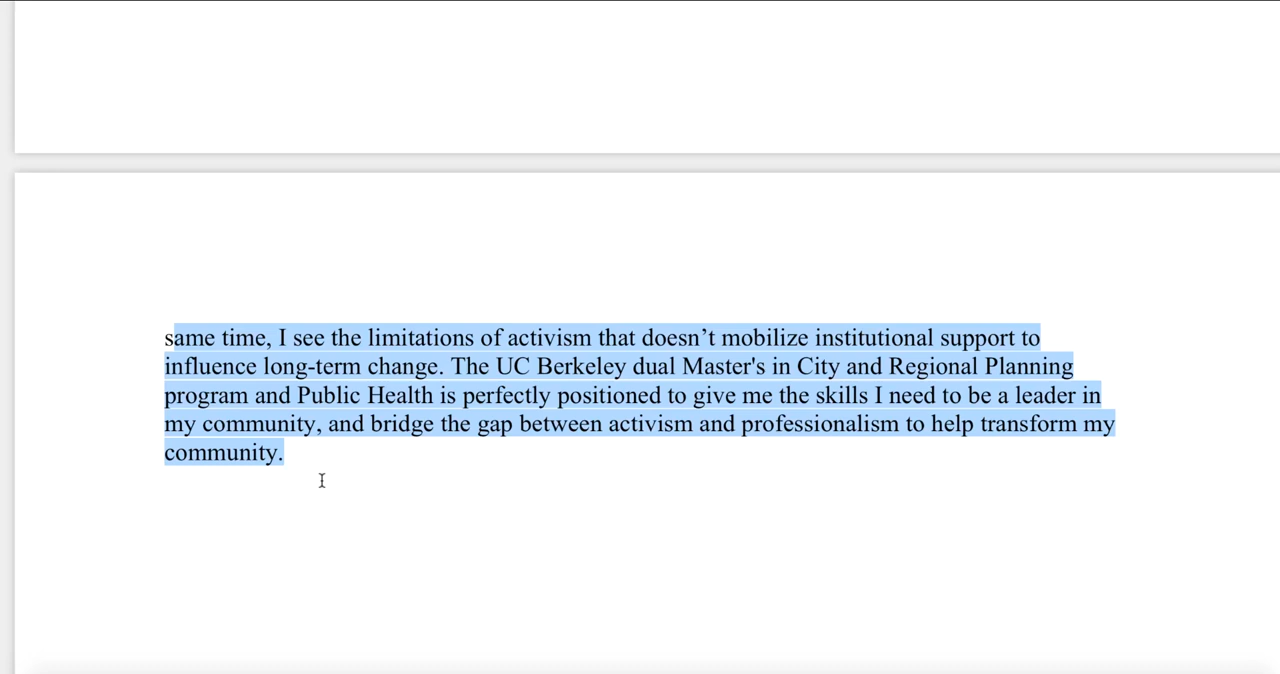 same time, I see the limitations of activism that doesn’t mobilize institutional support to
influence long-term change. The UC Berkeley dual Master's in City and Regional Planning
program and Public Health is perfectly positioned to give me the skills I need to be a leader in
my community, and bridge the gap between activism and professionalism to help transform my
community.